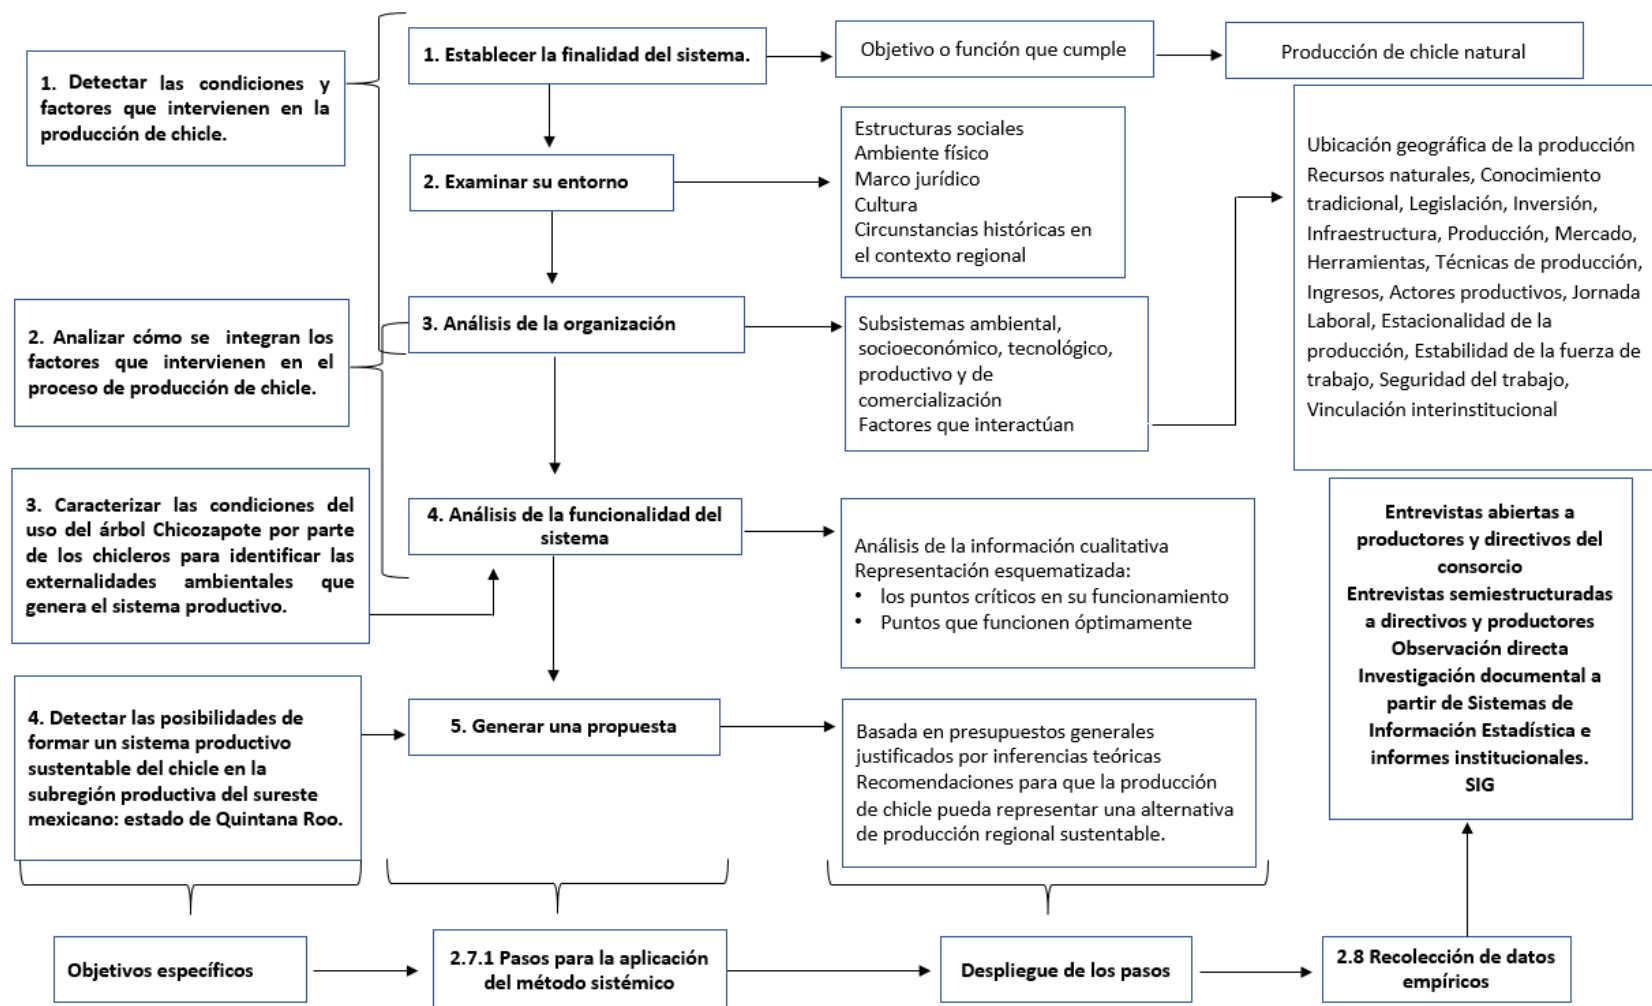 1. Detectar las condiciones y
factores que intervienen en la
producción de chicle.
2. Analizar cómo se integran los
factores que intervienen en el
proceso de producción de chicle.
3. Caracterizar las condiciones del
uso del árbol Chicozapote por parte
de los chicleros para identificar las
externalidades ambientales que
genera el sistema productivo.
4. Detectar las posibilidades de
formar un sistema productivo
sustentable del chicle en la
subregión productiva del sureste
mexicano: estado de Quintana Roo.
1. Establecer la finalidad del sistema.
2. Examinar su entorno
3. Análisis de la organización
4. Análisis de la funcionalidad del
sistema
5. Generar una propuesta
Objetivo o función que cumple
Estructuras sociales
Ambiente físico
Marco jurídico
Cultura
Circunstancias históricas en
el contexto regional
Subsistemas ambiental,
socioeconómico, tecnológico,
productivo y de
comercialización
Factores que interactúan
Análisis de la información cualitativa
Representación esquematizada:
• los puntos críticos en su funcionamiento
• Puntos que funcionen óptimamente
Basada en presupuestos generales
justificados por inferencias teóricas
Recomendaciones para que la producción
de chicle pueda representar una alternativa
de producción regional sustentable.
Producción de chicle natural
Ubicación geográfica de la producción
Recursos naturales, Conocimiento
tradicional, Legislación, Inversión,
Infraestructura, Producción, Mercado,
Herramientas, Técnicas de producción,
Ingresos, Actores productivos, Jornada
Laboral, Estacionalidad de la
producción, Estabilidad de la fuerza de
trabajo, Seguridad del trabajo,
Vinculación interinstitucional
Entrevistas abiertas a
productores y directivos del
consorcio
Entrevistas semiestructuradas
a directivos y productores
Observación directa
Investigación documental a
partir de Sistemas de
Información Estadística e
informes institucionales.
SIG
Objetivos específicos
2.7.1 Pasos para la aplicación
del método sistémico
Despliegue de los pasos
2.8 Recolección de datos
empíricos